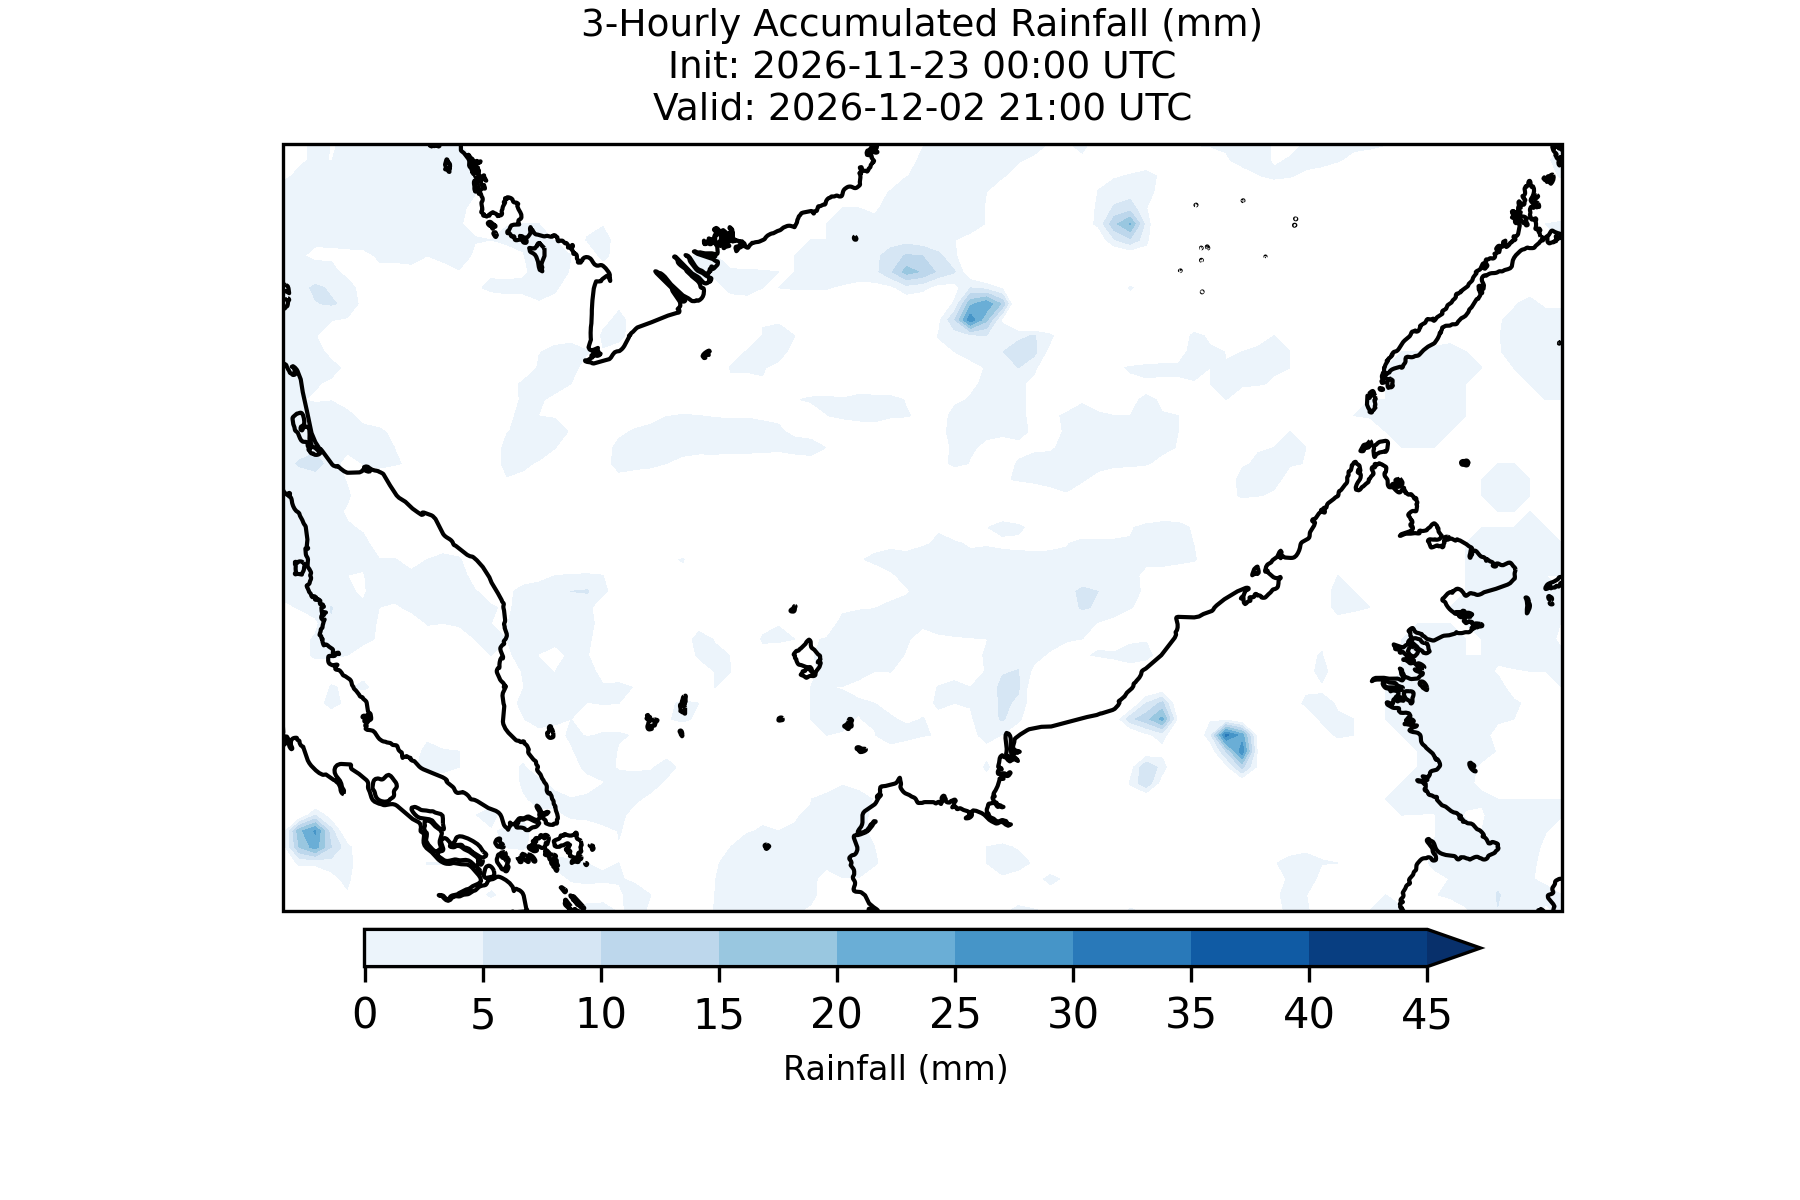 3-Hourly Accumulated Rainfall (mm)
Init: 2026-11-23 00:00 UTC
Valid: 2026-12-02 21:00 UTC
0 5 10 15 20 25 30 35 40 45
Rainfall (mm)